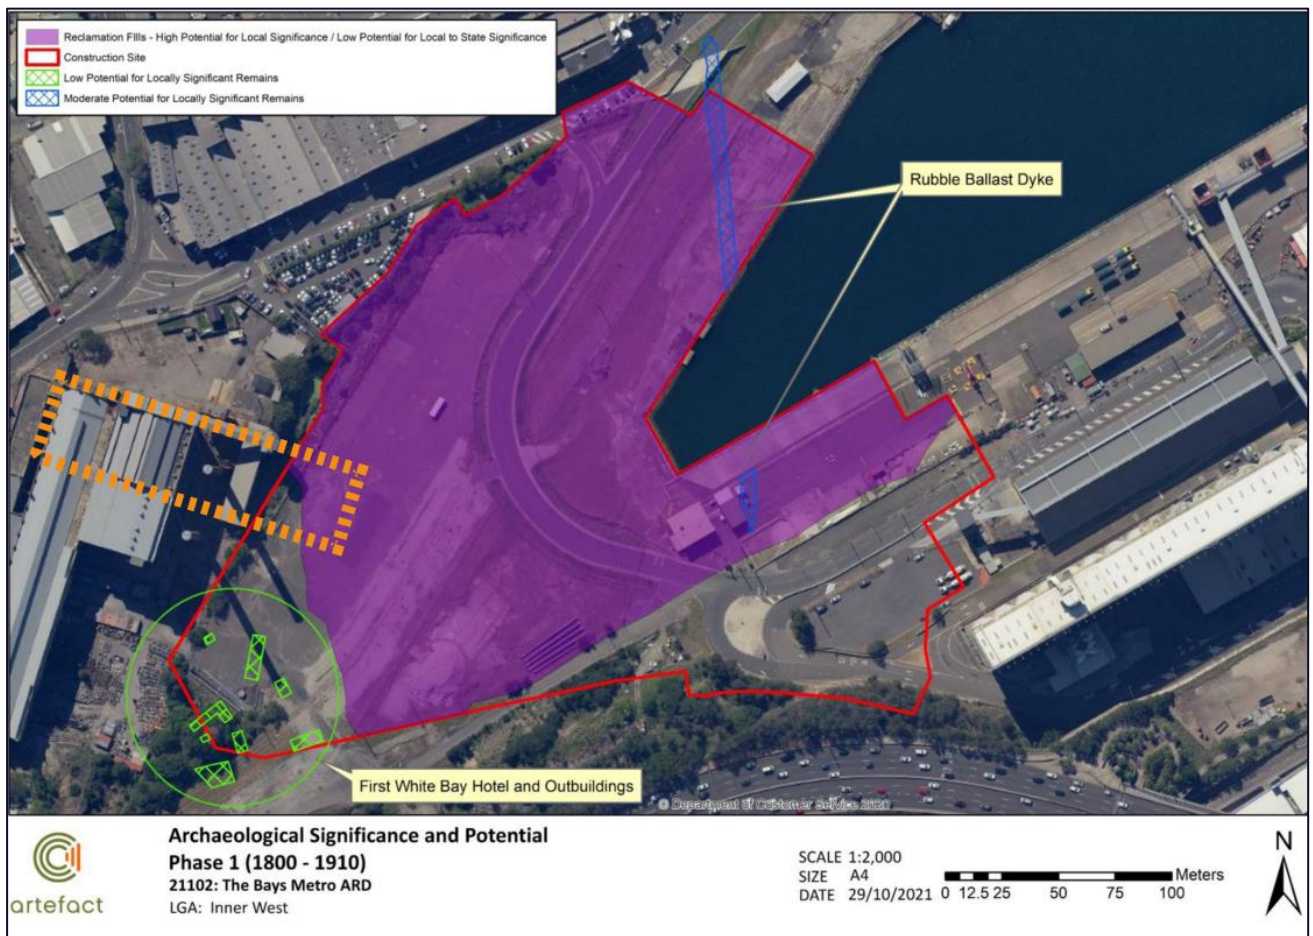 Reclamation FIlls - High Potential for Local Significance / Low Potential for Local to State Significance
Construction Site
Low Potential for Locally Significant Remains
Moderate Potential for Locally Significant Remains
Rubble Ballast Dyke
First White Bay Hotel and Outbuildings
© Department of Customer Service 2020
artefact
Archaeological Significance and Potential
Phase 1 (1800 - 1910)
21102: The Bays Metro ARD
LGA: Inner West
SCALE 1:2,000
SIZE A4
DATE 29/10/2021
0 12.5 25 50 75 100
Meters
N